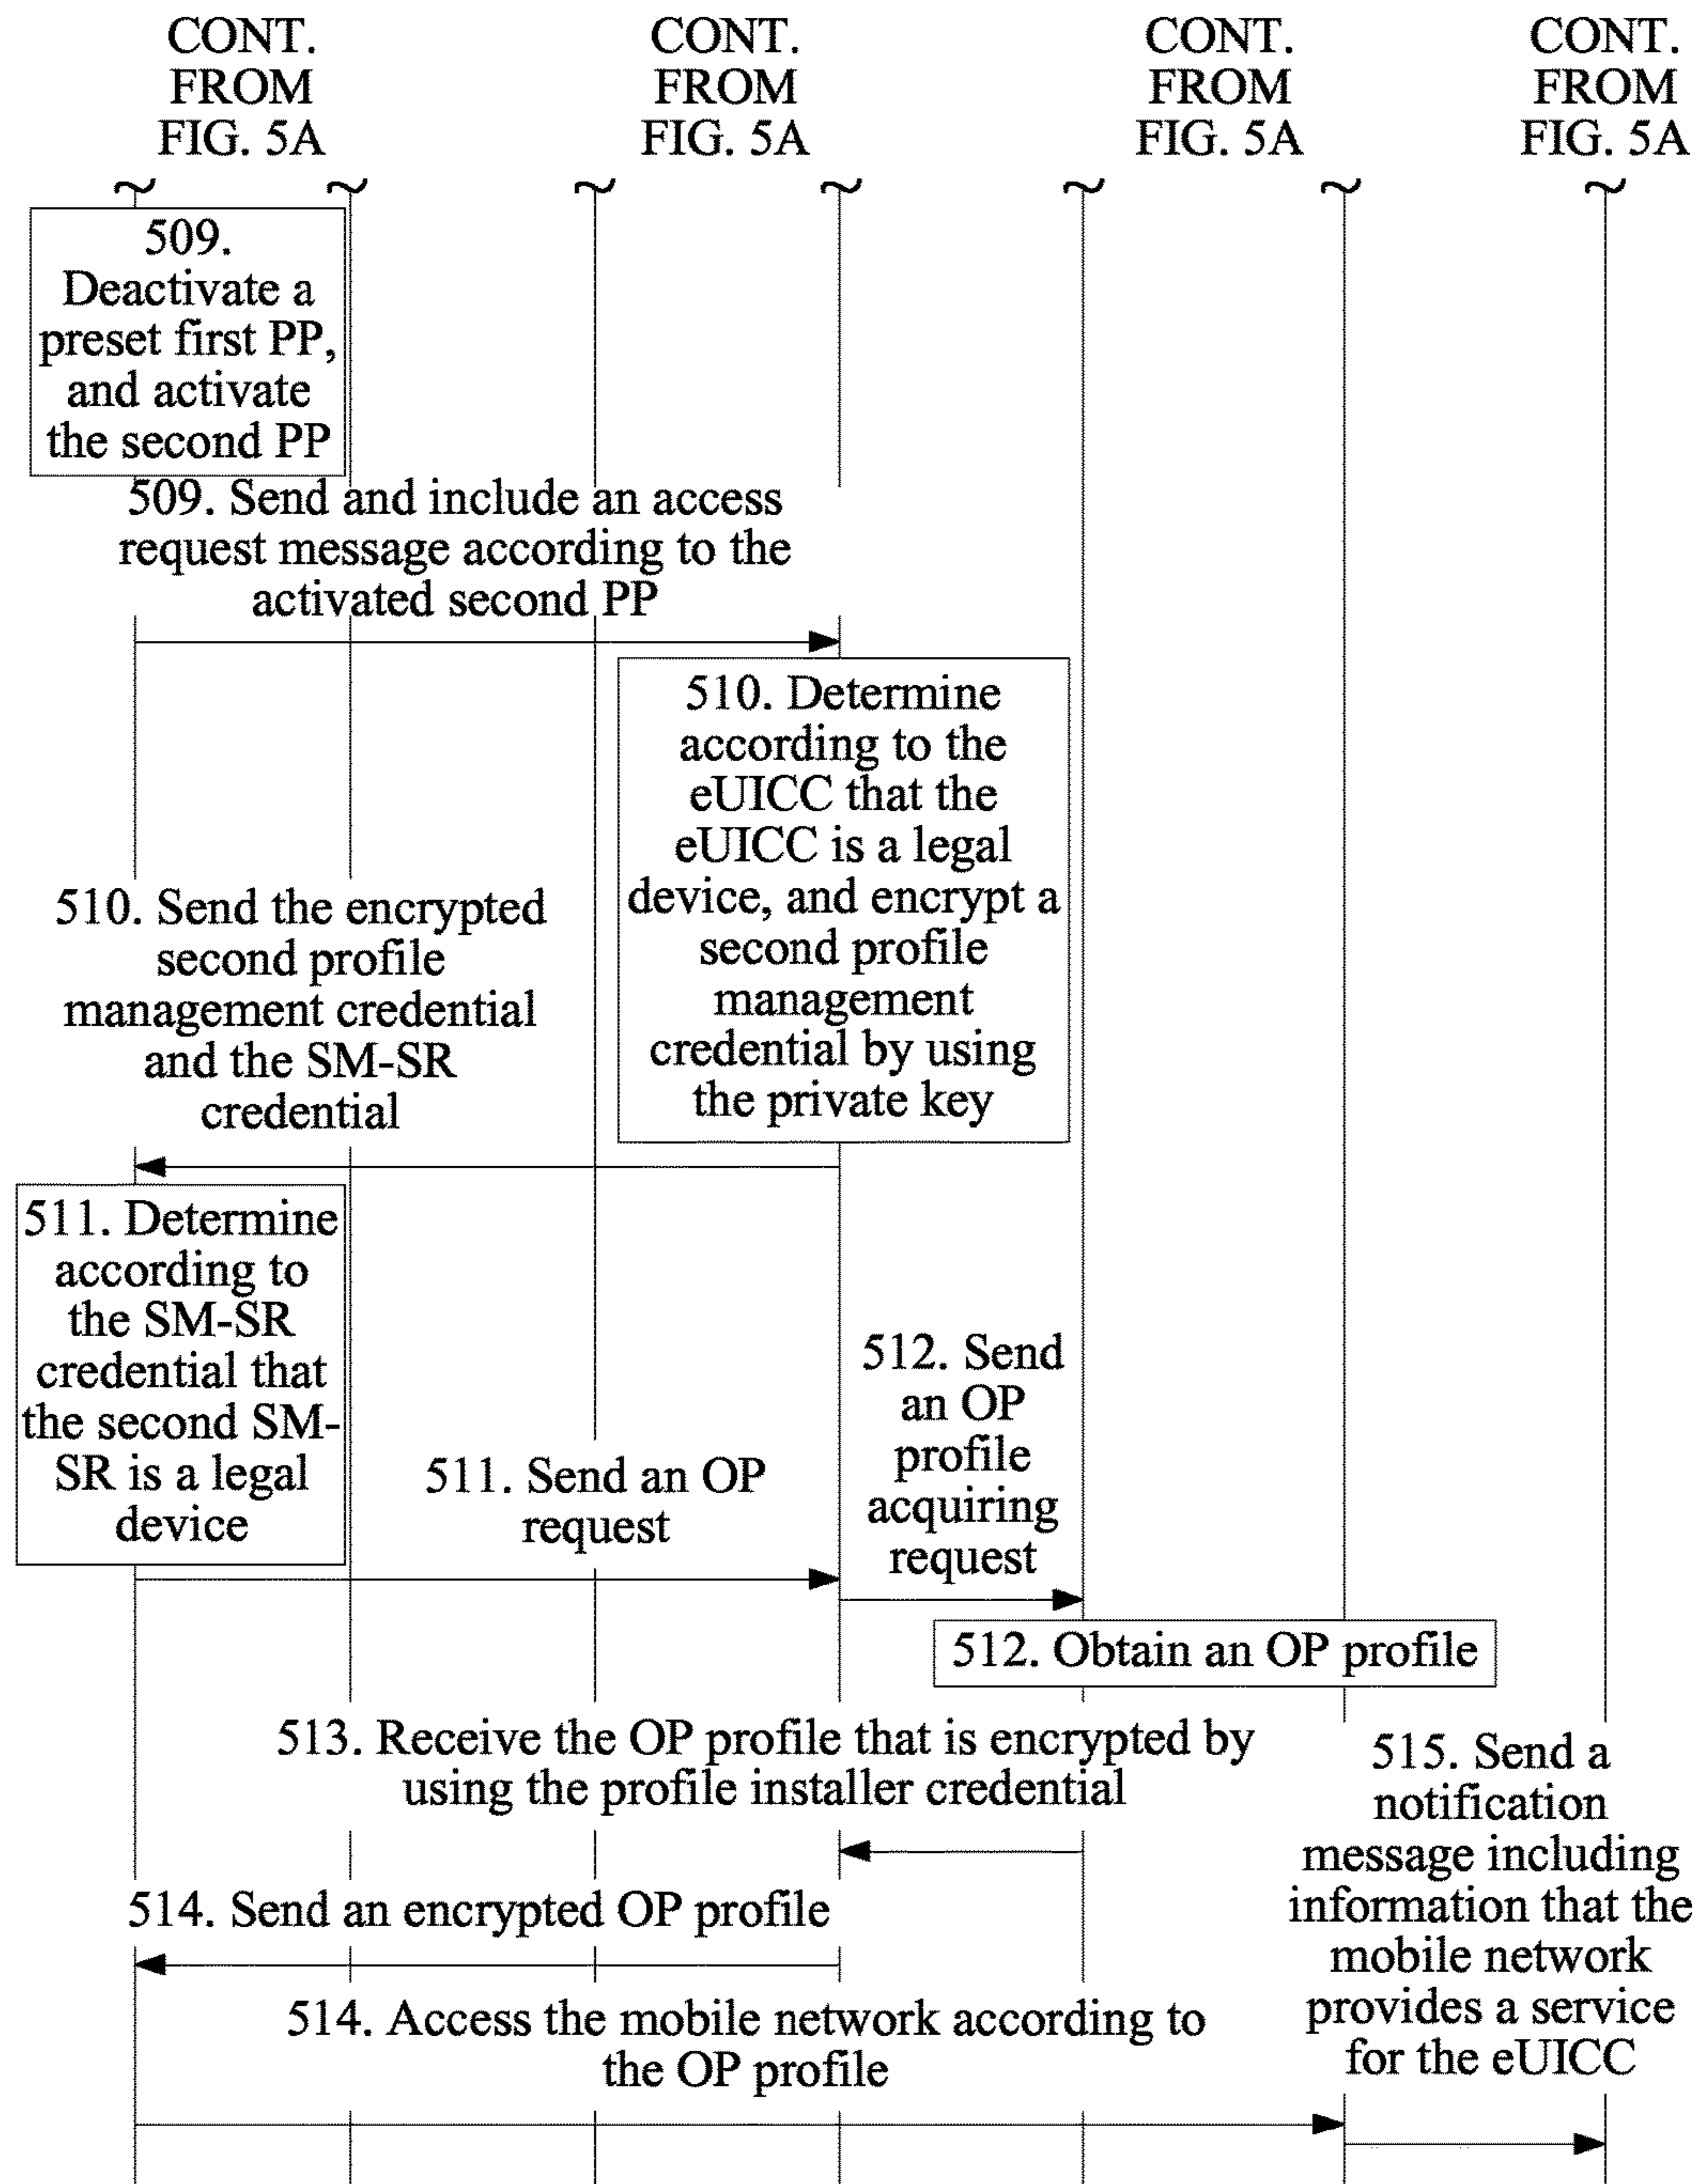 CONT.
FROM
FIG. 5A
CONT.
FROM
FIG. 5A
CONT.
FROM
FIG. 5A
CONT.
FROM
FIG. 5A
509.
Deactivate a
preset first PP,
and activate
the second PP
509. Send and include an access
request message according to the
activated second PP
510. Determine
according to the
eUICC that the
eUICC is a legal
device, and encrypt a
second profile
management
credential by using
the private key
510. Send the encrypted
second profile
management credential
and the SM-SR
credential
511. Determine
according to
the SM-SR
credential that
the second SM-
SR is a legal
device
511. Send an OP
request
512. Send
an OP
profile
acquiring
request
512. Obtain an OP profile
513. Receive the OP profile that is encrypted by
using the profile installer credential
514. Send an encrypted OP profile
514. Access the mobile network according to
the OP profile
515. Send a
notification
message including
information that the
mobile network
provides a service
for the eUICC